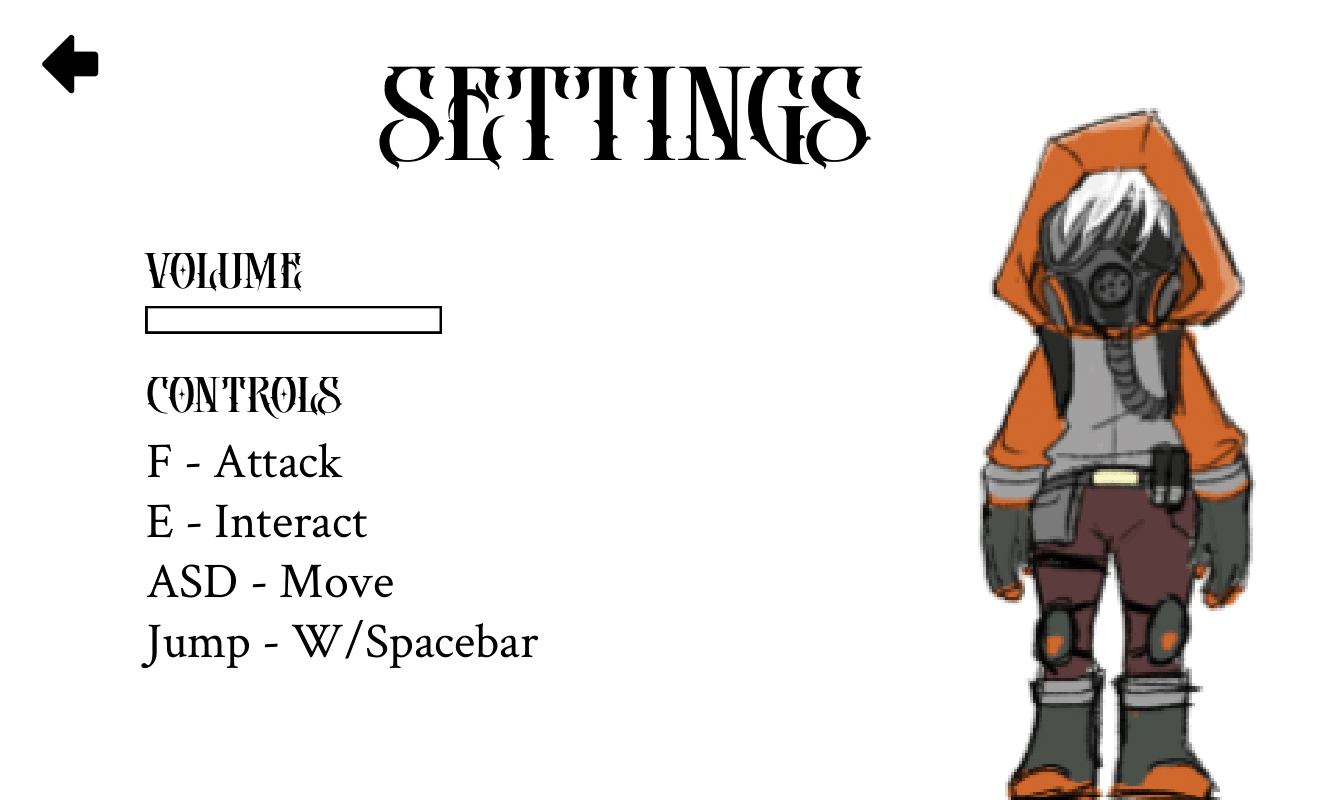 SETTINGS
VOLUME
CONTROLS
F - Attack
E - Interact
ASD - Move
Jump - W/Spacebar